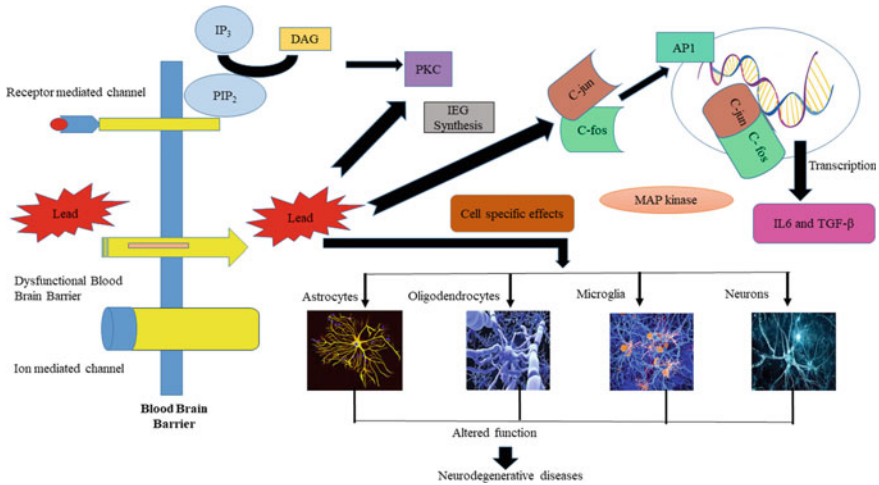 IP3
DAG
PIP2
PKC
Receptor mediated channel
IEG
Synthesis
C-jun
C-fos
AP1
C-jun
C- fos
Transcription
Lead
Lead
Cell specific effects
MAP kinase
IL6 and TGF-β
Dysfunctional Blood
Brain Barrier
Astrocytes
Oligodendrocytes
Microglia
Neurons
Ion mediated channel
Blood Brain
Barrier
Altered function
Neurodegenerative diseases